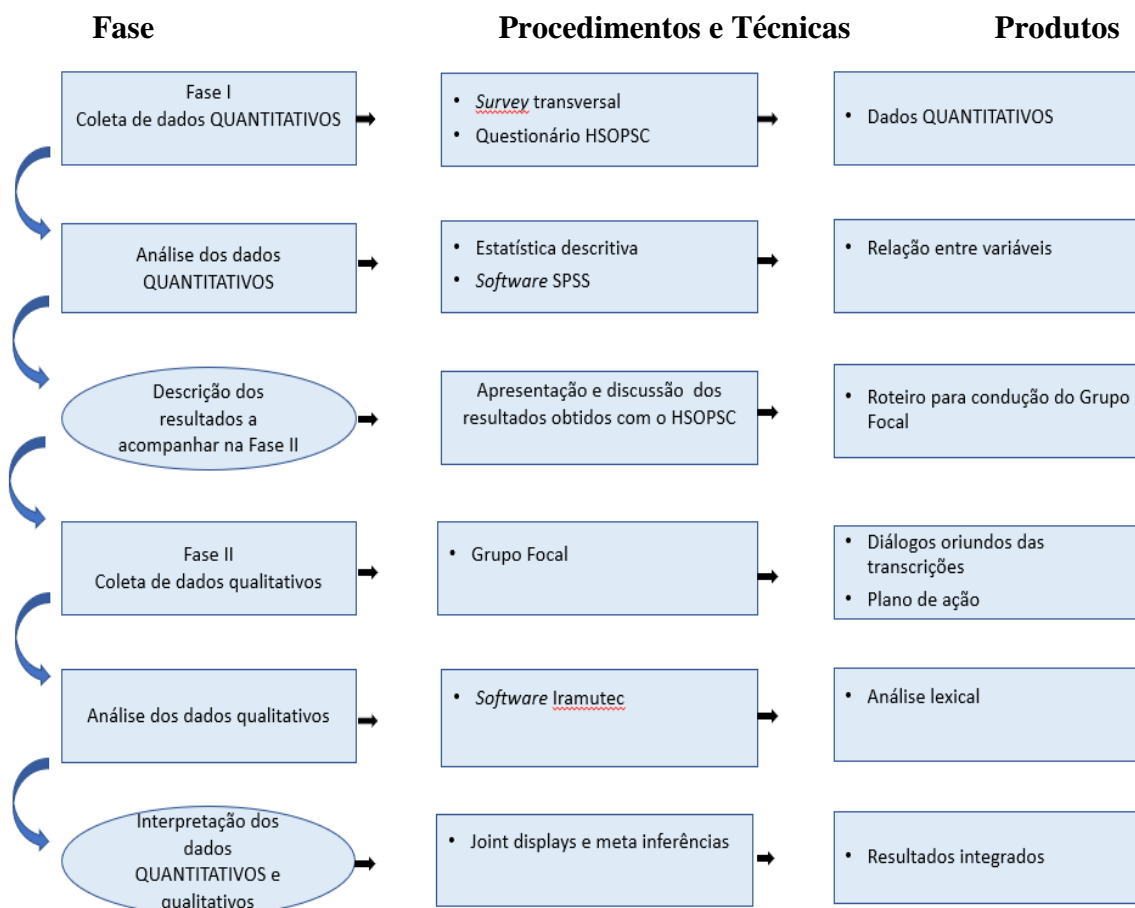 Fase
Procedimentos e Técnicas
Produtos
Fase I
Coleta de dados QUANTITATIVOS
• Survey transversal
• Questionário HSOPSC
• Dados QUANTITATIVOS
Análise dos dados
QUANTITATIVOS
• Estatística descritiva
• Software SPSS
• Relação entre variáveis
Descrição dos
resultados a
acompanhar na Fase II
Apresentação e discussão dos
resultados obtidos com o HSOPSC
• Roteiro para condução do Grupo
Focal
Fase II
Coleta de dados qualitativos
• Grupo Focal
• Diálogos oriundos das
transcrições
• Plano de ação
Análise dos dados qualitativos
• Software Iramutec
• Análise lexical
Interpretação dos
dados
QUANTITATIVOS e
qualitativos
• Joint displays e meta inferências
• Resultados integrados